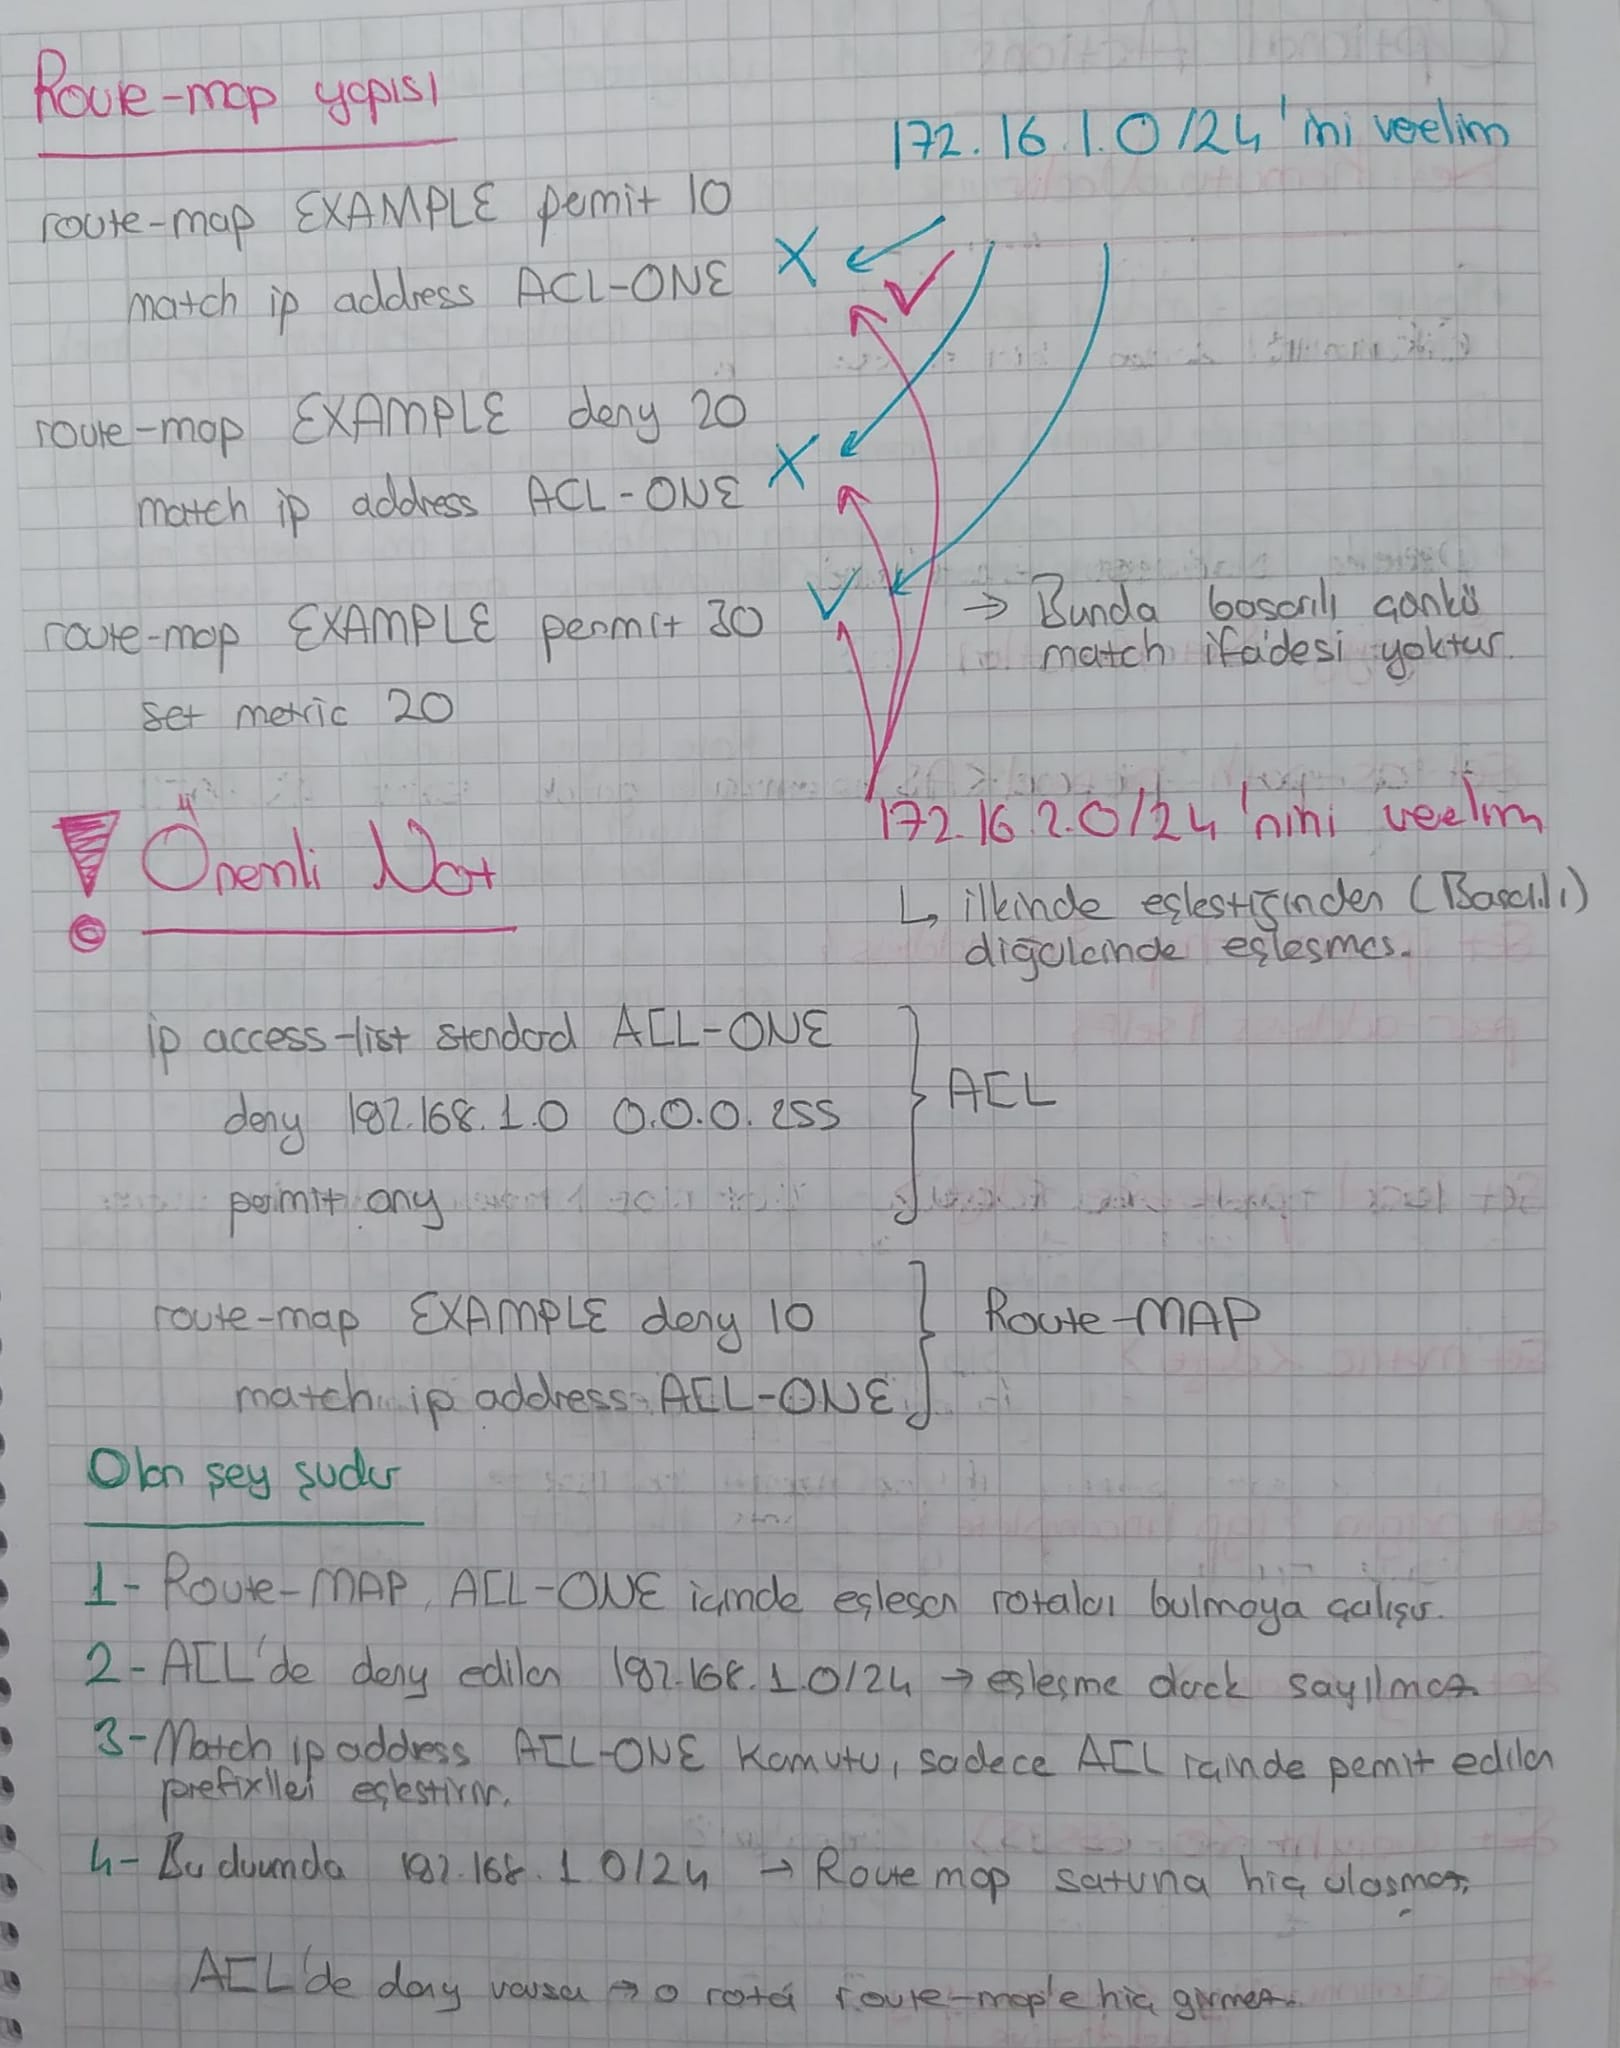 Route-map yapısı
172.16.1.0/24 'ini verelim
route-map EXAMPLE permit 10
match ip address ACL-ONE X
route-map EXAMPLE deny 20
match ip address ACL-ONE X
route-map EXAMPLE permit 30
→ Bunda başarılı çünkü
match ifadesi yoktur.
set metric 20
172.16.2.0/24 'nini verelim
Önemli Not
↳ ilkinde eşleştiğinden (Başarılı)
diğerlerinde eşleşmez.
ip access-list standard ACL-ONE
deny 192.168.1.0 0.0.0.255
ACL
permit any
route-map EXAMPLE deny 10
Route-MAP
match ip address ACL-ONE
Olan şey şudur
1- Route-MAP, ACL-ONE içinde eşleşen rotaları bulmaya çalışır.
2- ACL'de deny edilen 192.168.1.0/24 → eşleşme olarak sayılmaz
3- Match ip address ACL-ONE Komutu, sadece ACL içinde permit edilen
prefixlleri eşleştirir.
4- Bu durumda 192.168.1.0/24 → Route map satırına hiç ulaşmaz.
ACL'de deny varsa → o rota route-map'e hiç girmez.